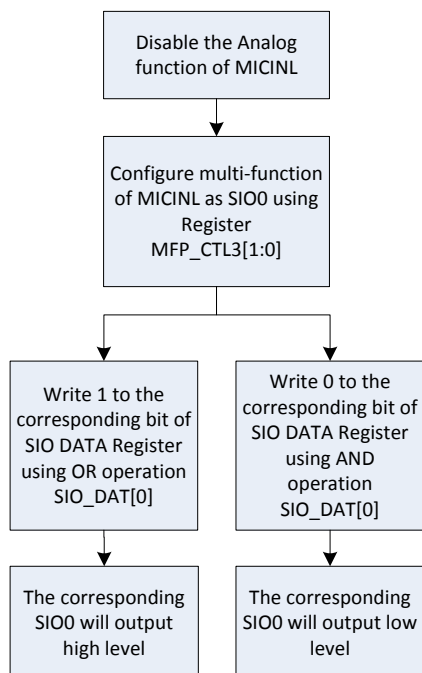 Disable the Analog
function of MICINL
Configure multi-function
of MICINL as SIO0 using
Register
MFP_CTL3[1:0]
Write 1 to the
corresponding bit of
SIO DATA Register
using OR operation
SIO_DAT[0]
Write 0 to the
corresponding bit of
SIO DATA Register
using AND
operation
SIO_DAT[0]
The corresponding
SIO0 will output
high level
The corresponding
SIO0 will output low
level